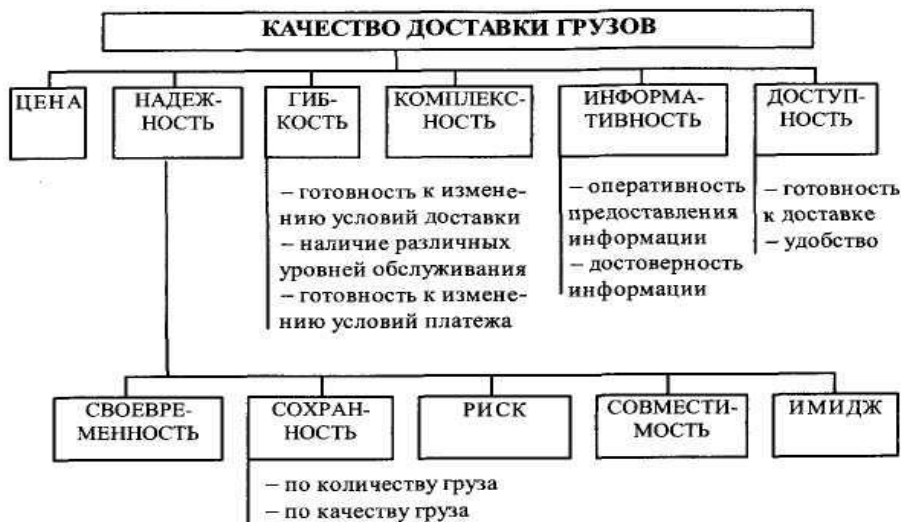 КАЧЕСТВО ДОСТАВКИ ГРУЗОВ
ЦЕНА
НАДЕЖ-
НОСТЬ
ГИБ-
КОСТЬ
КОМПЛЕКС-
НОСТЬ
ИНФОРМА-
ТИВНОСТЬ
ДОСТУП-
НОСТЬ
– готовность к измене-
нию условий доставки
– наличие различных
уровней обслуживания
– готовность к измене-
нию условий платежа
– оперативность
предоставления
информации
– достоверность
информации
– готовность
к доставке
– удобство
СВОЕВРЕ-
МЕННОСТЬ
СОХРАН-
НОСТЬ
РИСК
СОВМЕСТИ-
МОСТЬ
ИМИДЖ
– по количеству груза
– по качеству груза